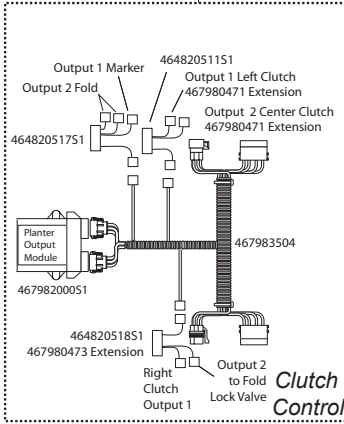 464820511S1
Output 1 Marker
Output 1 Left Clutch
467980471 Extension
Output 2 Fold
Output 2 Center Clutch
467980471 Extension
464820517S1
Planter
Output
Module
467983504
467982000S1
464820518S1
467980473 Extension
Right
Clutch
Output 1
Output 2
to Fold
Lock Valve
Clutch
Control